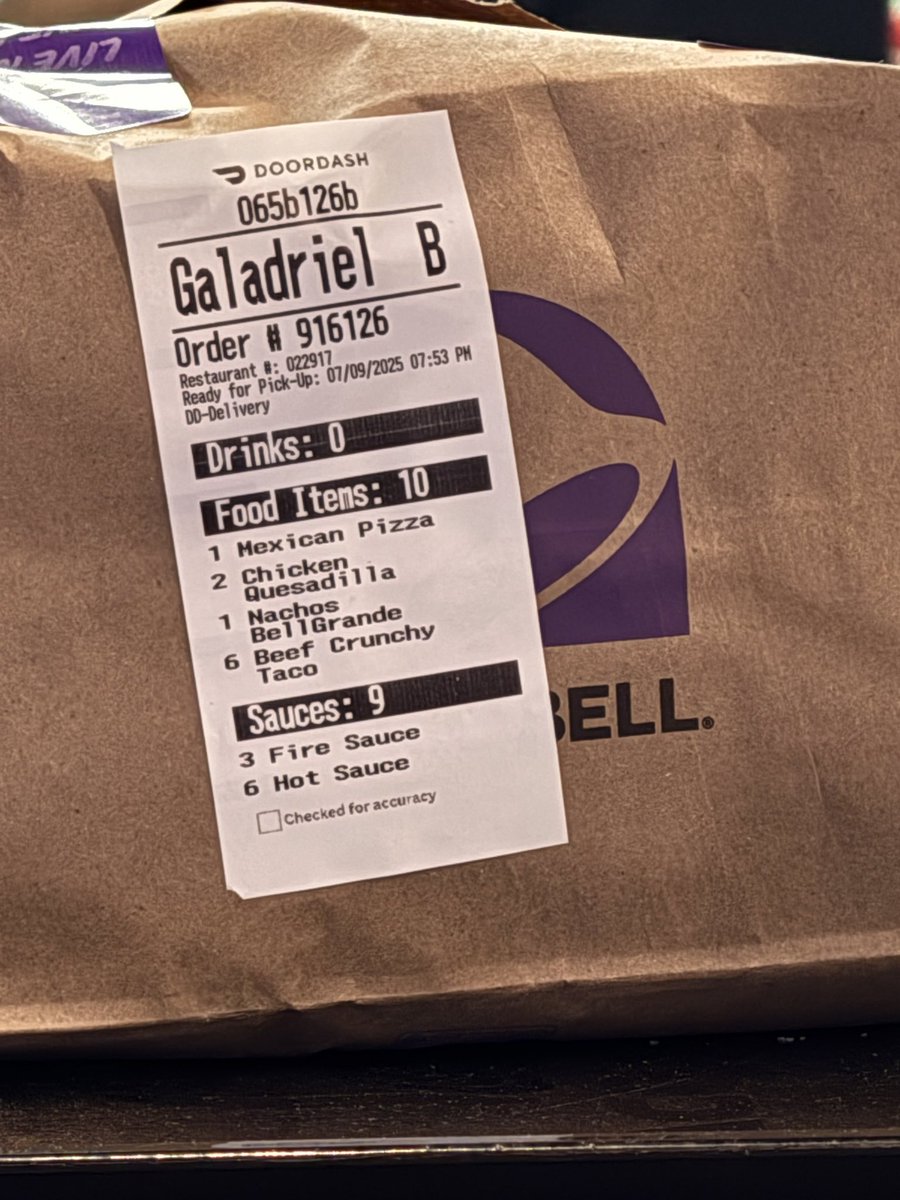 LIVE
DOORDASH
065b126b
Galadriel B
Order # 916126
Restaurant #: 022917
Ready for Pick-Up: 07/09/2025 07:53 PM
DD-Delivery
Drinks: 0
Food Items: 10
1 Mexican Pizza
2 Chicken
Quesadilla
1 Nachos
BellGrande
6 Beef Crunchy
Taco
Sauces: 9
3 Fire Sauce
6 Hot Sauce
Checked for accuracy
BELL®